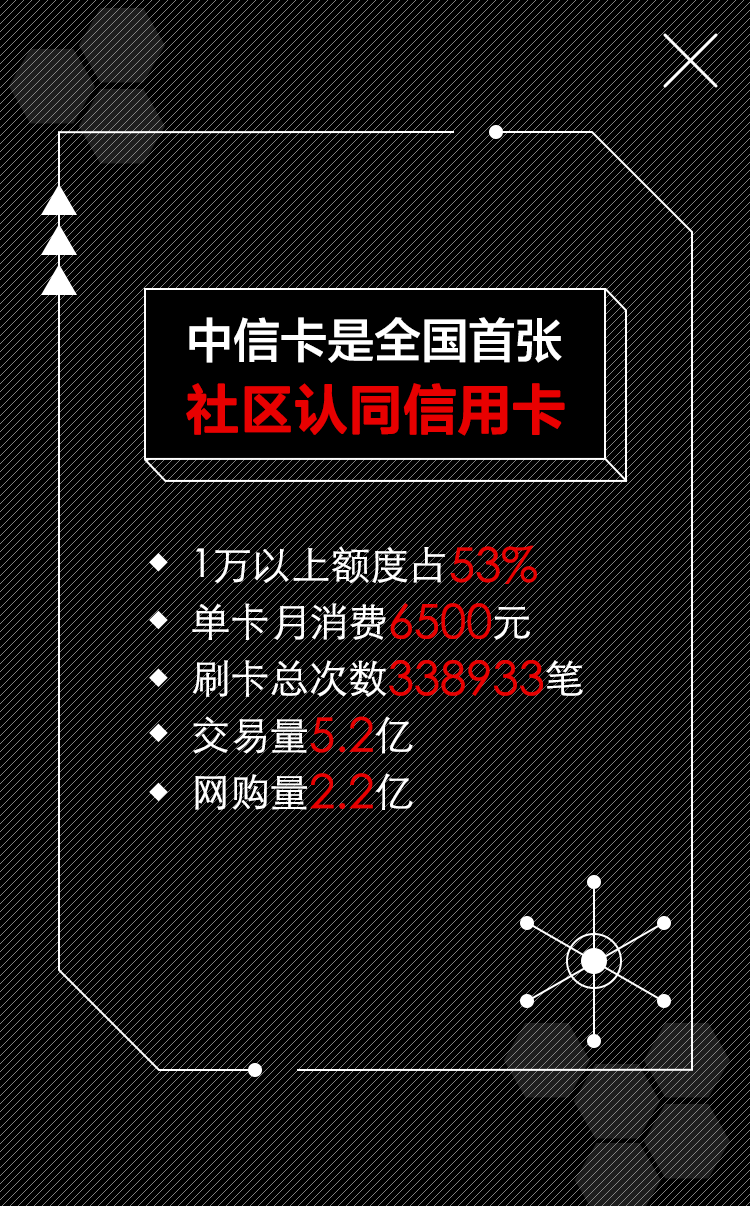 中信卡是全国首张
社区认同信用卡
1万以上额度占53%
单卡月消费6500元
刷卡总次数338933笔
交易量5.2亿
网购量2.2亿